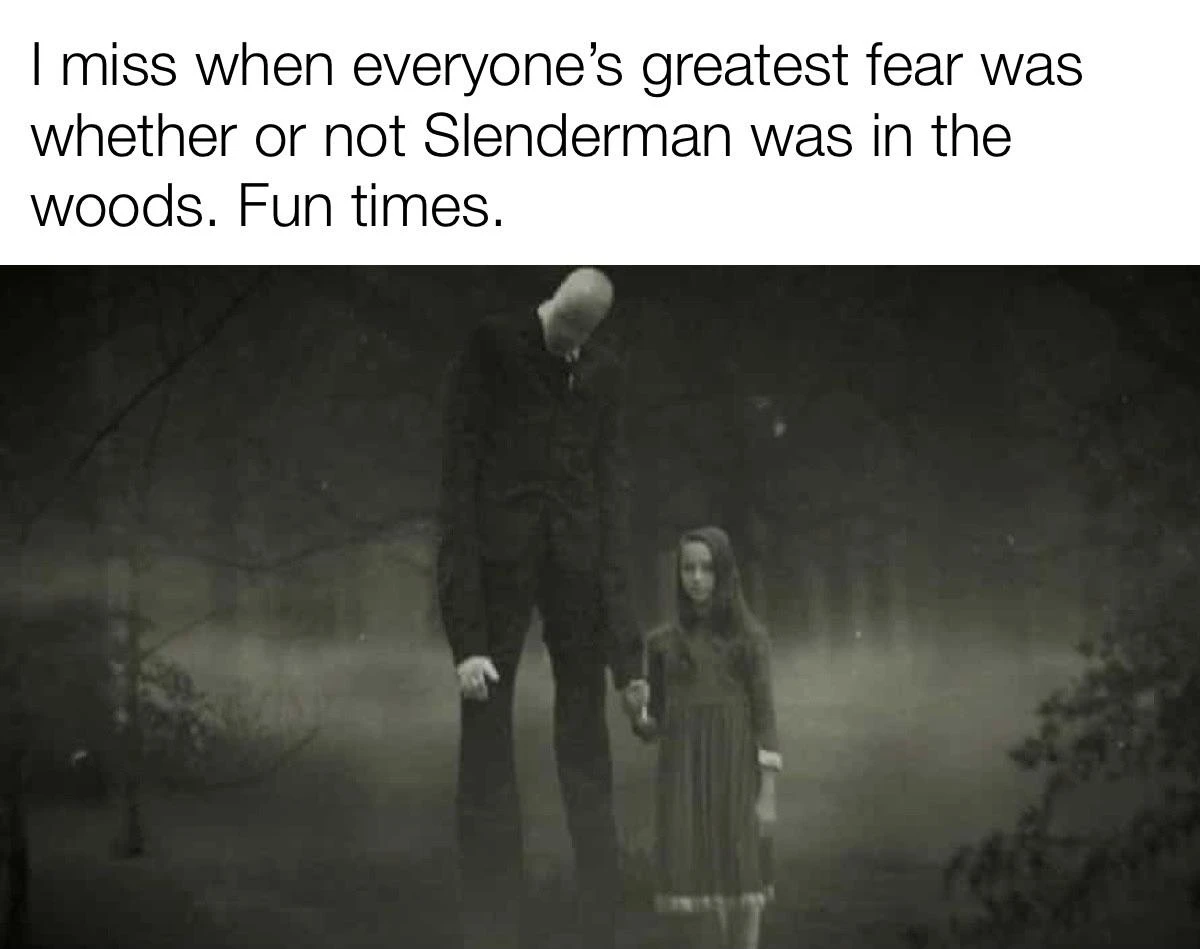 I miss when everyone’s greatest fear was
whether or not Slenderman was in the
woods. Fun times.